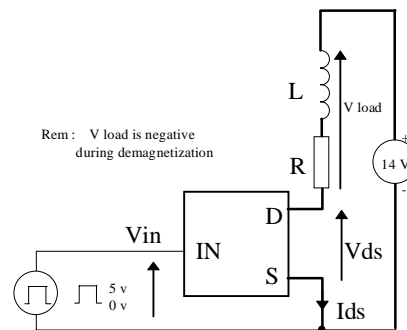 L
V load
Rem : V load is negative
during demagnetization
R
+
14 V
-
D
Vin
IN
Vds
S
5 v
0 v
Ids